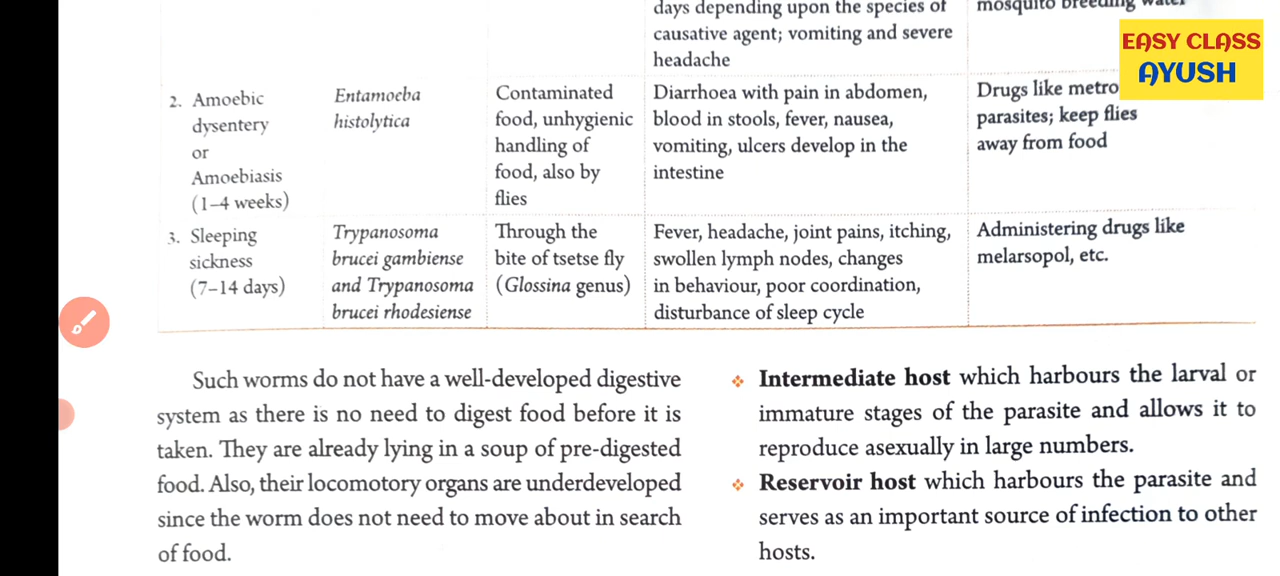 days depending upon the species of
causative agent; vomiting and severe
headache
mosquito breeding water
EASY CLASS
AYUSH
2. Amoebic
dysentery
or
Amoebiasis
(1–4 weeks)
Entamoeba
histolytica
Contaminated
food, unhygienic
handling of
food, also by
flies
Diarrhoea with pain in abdomen,
blood in stools, fever, nausea,
vomiting, ulcers develop in the
intestine
Drugs like metro
parasites; keep flies
away from food
3. Sleeping
sickness
(7–14 days)
Trypanosoma
brucei gambiense
and Trypanosoma
brucei rhodesiense
Through the
bite of tsetse fly
(Glossina genus)
Fever, headache, joint pains, itching,
swollen lymph nodes, changes
in behaviour, poor coordination,
disturbance of sleep cycle
Administering drugs like
melarsopol, etc.
Such worms do not have a well-developed digestive
system as there is no need to digest food before it is
taken. They are already lying in a soup of pre-digested
food. Also, their locomotory organs are underdeveloped
since the worm does not need to move about in search
of food.
❖ Intermediate host which harbours the larval or
immature stages of the parasite and allows it to
reproduce asexually in large numbers.
❖ Reservoir host which harbours the parasite and
serves as an important source of infection to other
hosts.